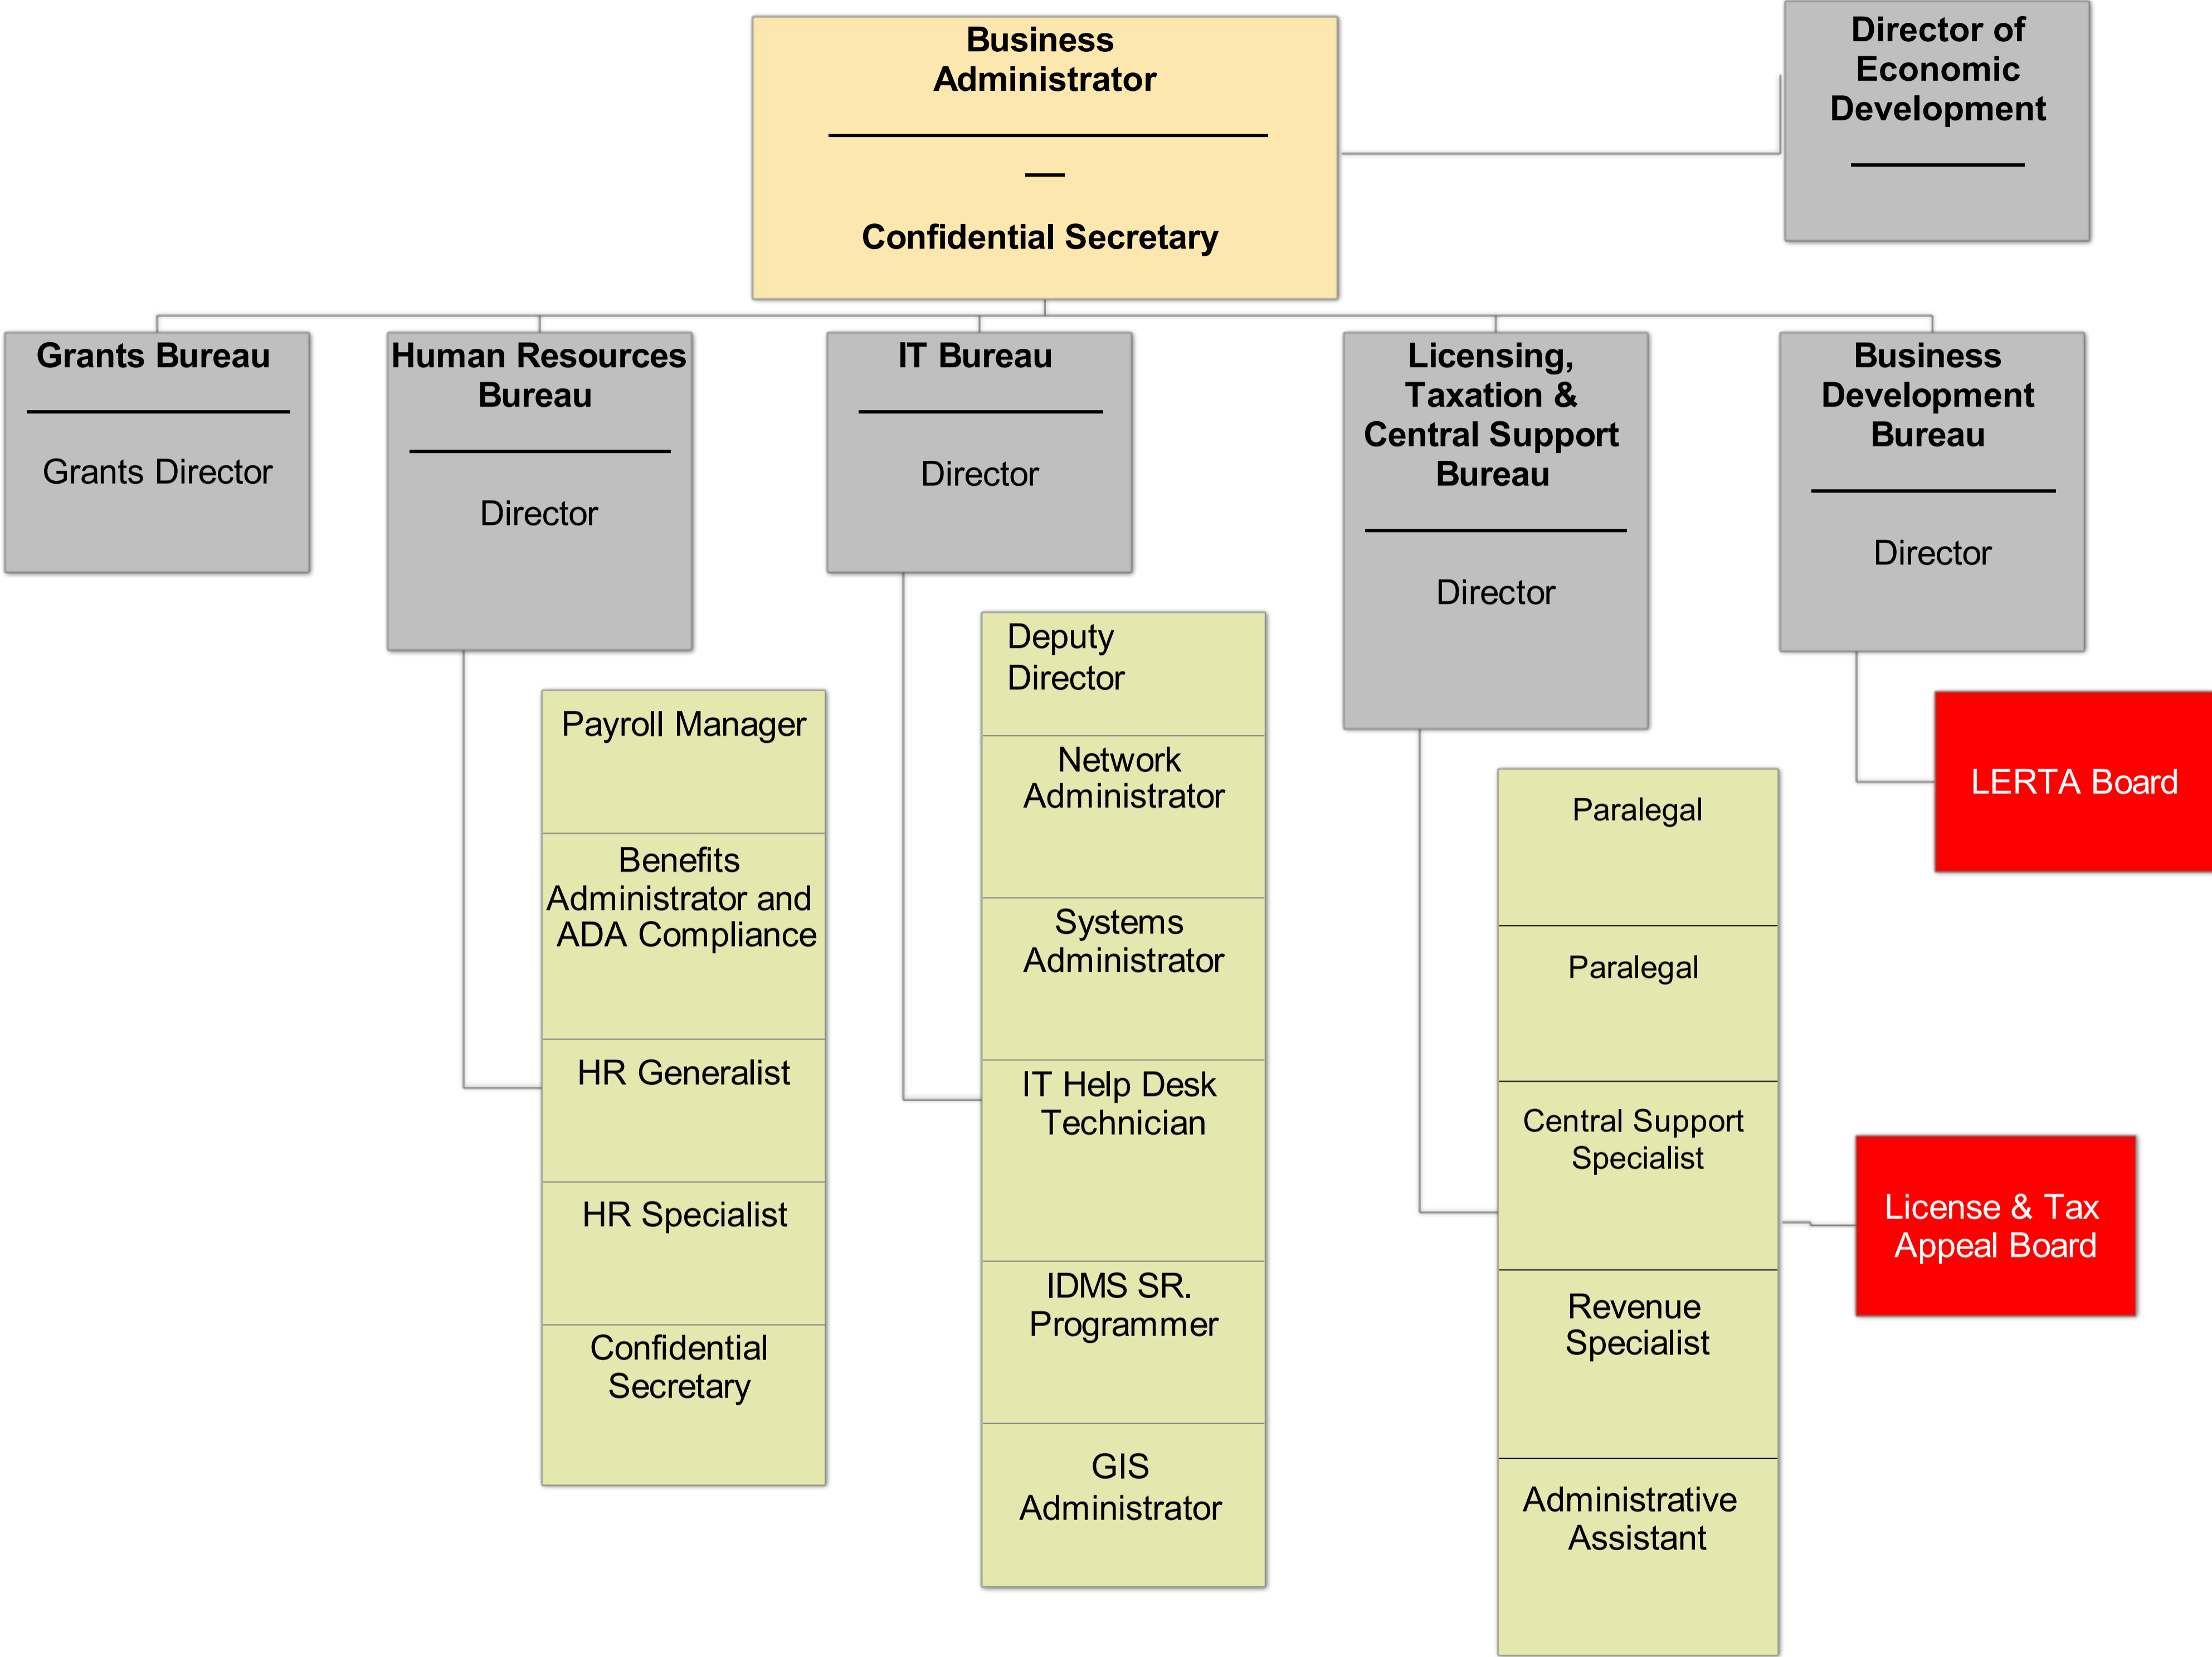 Business
Administrator
Confidential Secretary
Director of
Economic
Development
Grants Bureau
Grants Director
Human Resources
Bureau
Director
IT Bureau
Director
Licensing,
Taxation &
Central Support
Bureau
Director
Business
Development
Bureau
Director
Payroll Manager
Benefits
Administrator and
ADA Compliance
HR Generalist
HR Specialist
Confidential
Secretary
Deputy
Director
Network
Administrator
Systems
Administrator
IT Help Desk
Technician
IDMS SR.
Programmer
GIS
Administrator
Paralegal
Paralegal
Central Support
Specialist
Revenue
Specialist
Administrative
Assistant
LERTA Board
License & Tax
Appeal Board